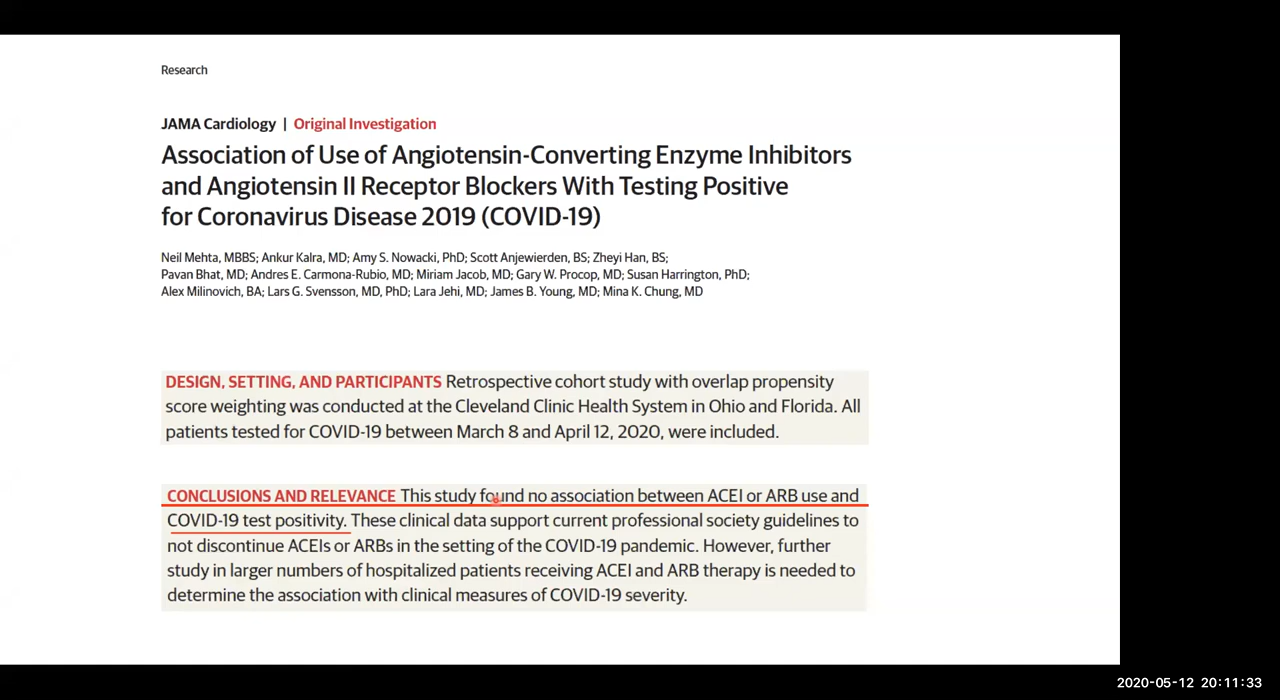 Research
JAMA Cardiology | Original Investigation
Association of Use of Angiotensin-Converting Enzyme Inhibitors
and Angiotensin II Receptor Blockers With Testing Positive
for Coronavirus Disease 2019 (COVID-19)
Neil Mehta, MBBS; Ankur Kalra, MD; Amy S. Nowacki, PhD; Scott Anjewierden, BS; Zheyi Han, BS;
Pavan Bhat, MD; Andres E. Carmona-Rubio, MD; Miriam Jacob, MD; Gary W. Procop, MD; Susan Harrington, PhD;
Alex Milinovich, BA; Lars G. Svensson, MD, PhD; Lara Jehi, MD; James B. Young, MD; Mina K. Chung, MD
DESIGN, SETTING, AND PARTICIPANTS Retrospective cohort study with overlap propensity
score weighting was conducted at the Cleveland Clinic Health System in Ohio and Florida. All
patients tested for COVID-19 between March 8 and April 12, 2020, were included.
CONCLUSIONS AND RELEVANCE This study found no association between ACEI or ARB use and
COVID-19 test positivity. These clinical data support current professional society guidelines to
not discontinue ACEIs or ARBs in the setting of the COVID-19 pandemic. However, further
study in larger numbers of hospitalized patients receiving ACEI and ARB therapy is needed to
determine the association with clinical measures of COVID-19 severity.
2020-05-12 20:11:33